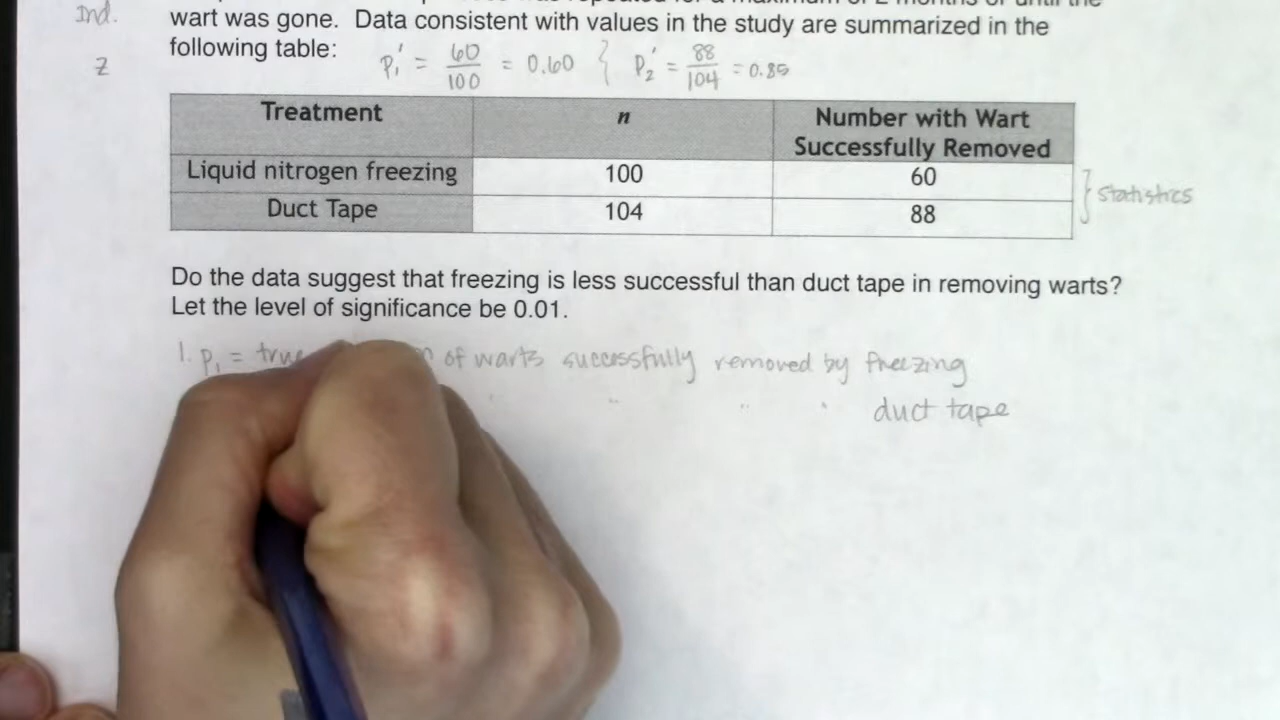 Ind.
wart was gone. Data consistent with values in the study are summarized in the
following table:
z
p₁' = 60/100 = 0.60 { p₂' = 88/104 = 0.85
Treatment n Number with Wart Successfully Removed
Liquid nitrogen freezing 100 60
Duct Tape 104 88
} statistics
Do the data suggest that freezing is less successful than duct tape in removing warts?
Let the level of significance be 0.01.
1. p₁ = true of warts successfully removed by freezing
" " " " duct tape